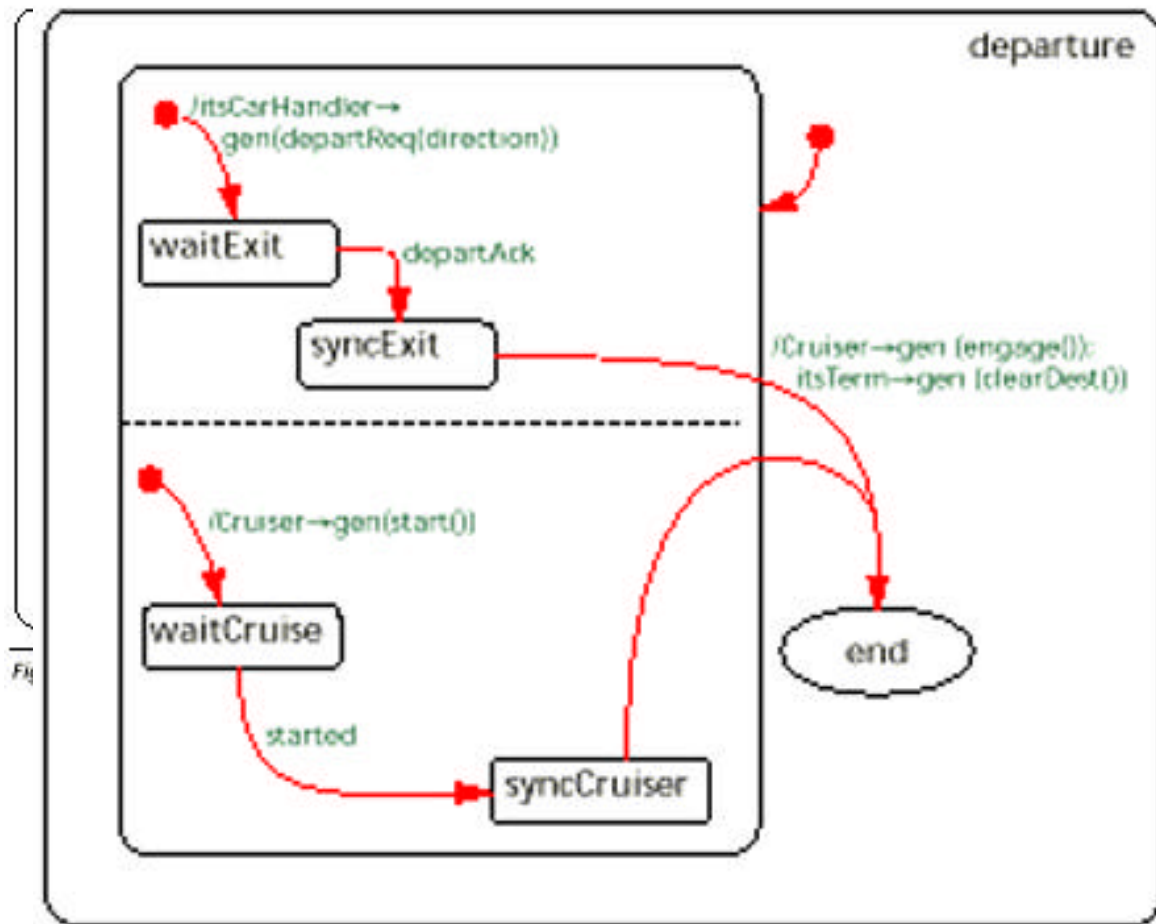 departure
/itsCarHandler→
gen(departReq(direction))
waitExit
departAck
syncExit
/Cruiser→gen (engage());
itsTerm→gen (clearDest())
/Cruiser→gen(start())
waitCruise
end
started
syncCruiser